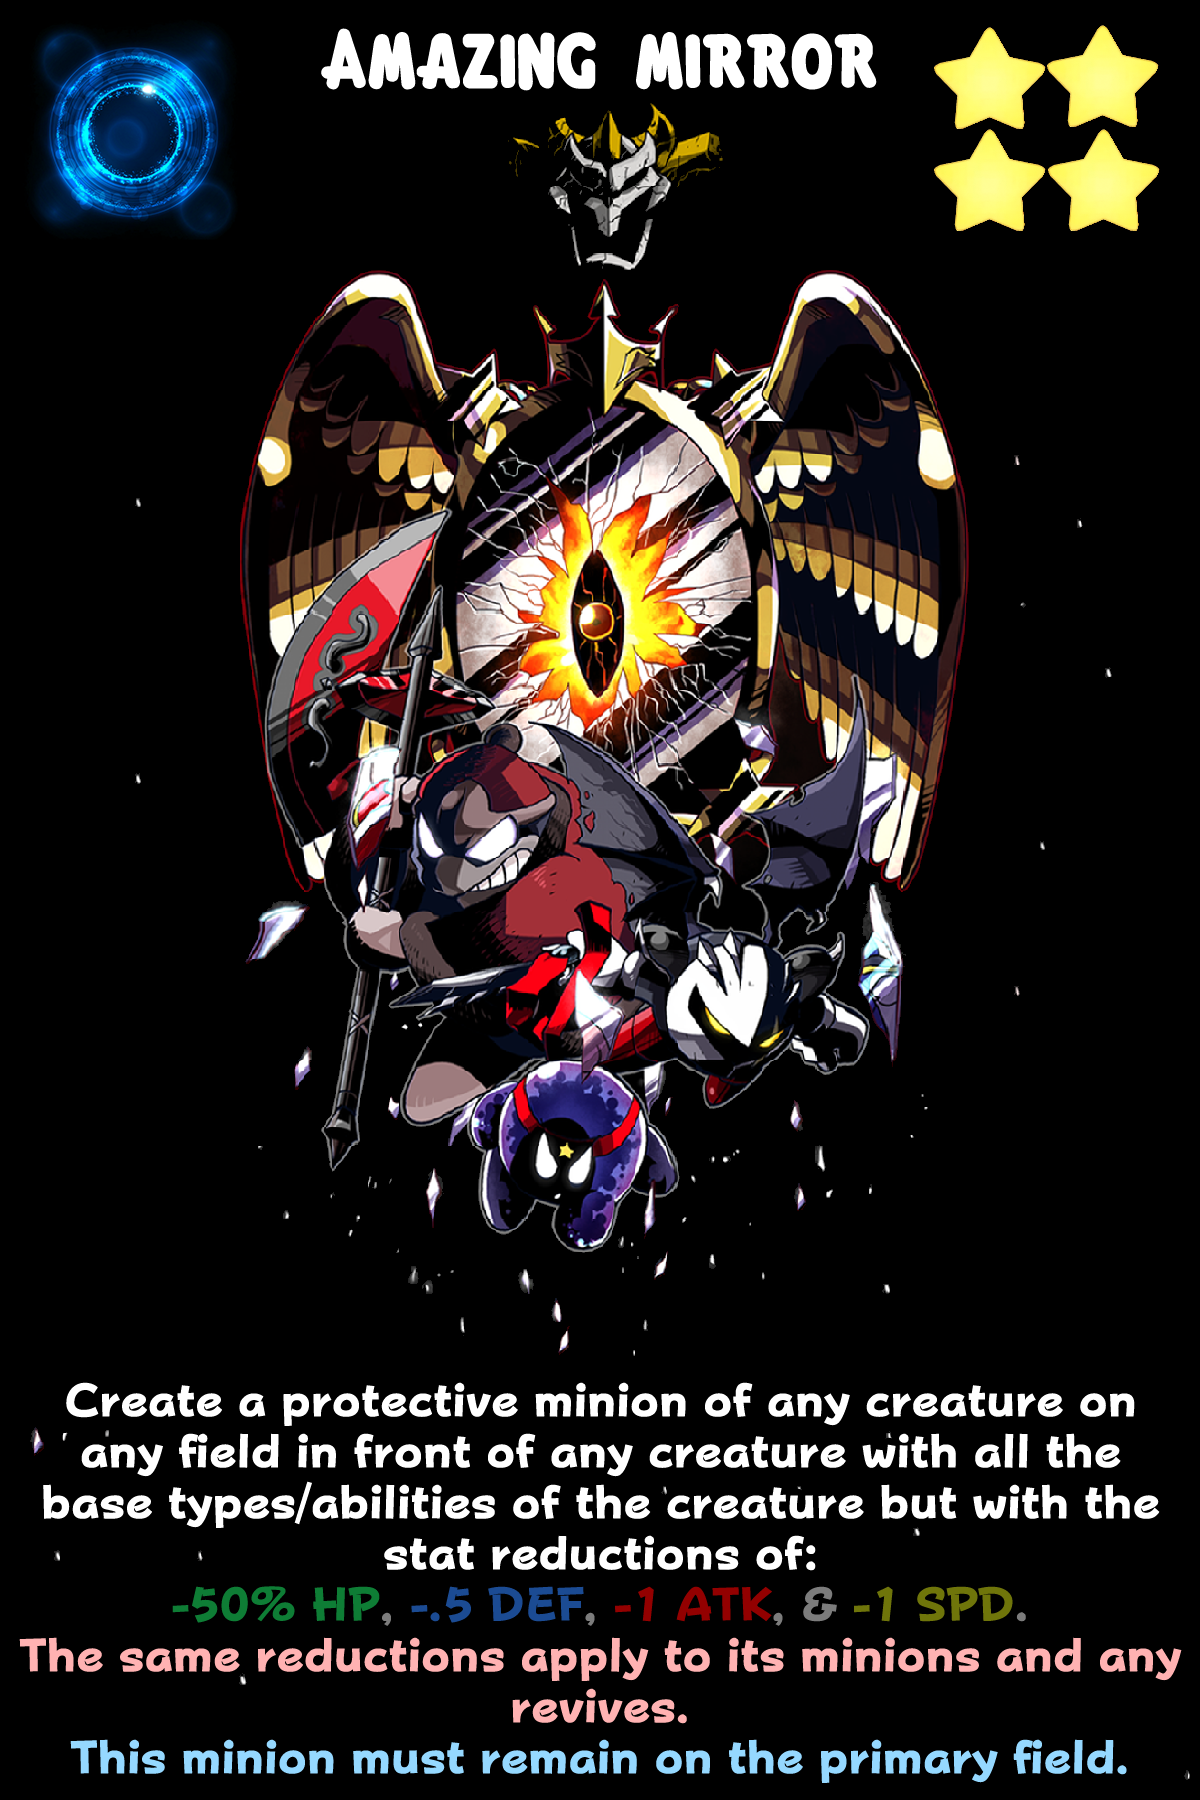 AMAZING MIRROR
Create a protective minion of any creature on
any field in front of any creature with all the
base types/abilities of the creature but with the
stat reductions of:
-50% HP, -.5 DEF, -1 ATK, & -1 SPD.
The same reductions apply to its minions and any
revives.
This minion must remain on the primary field.